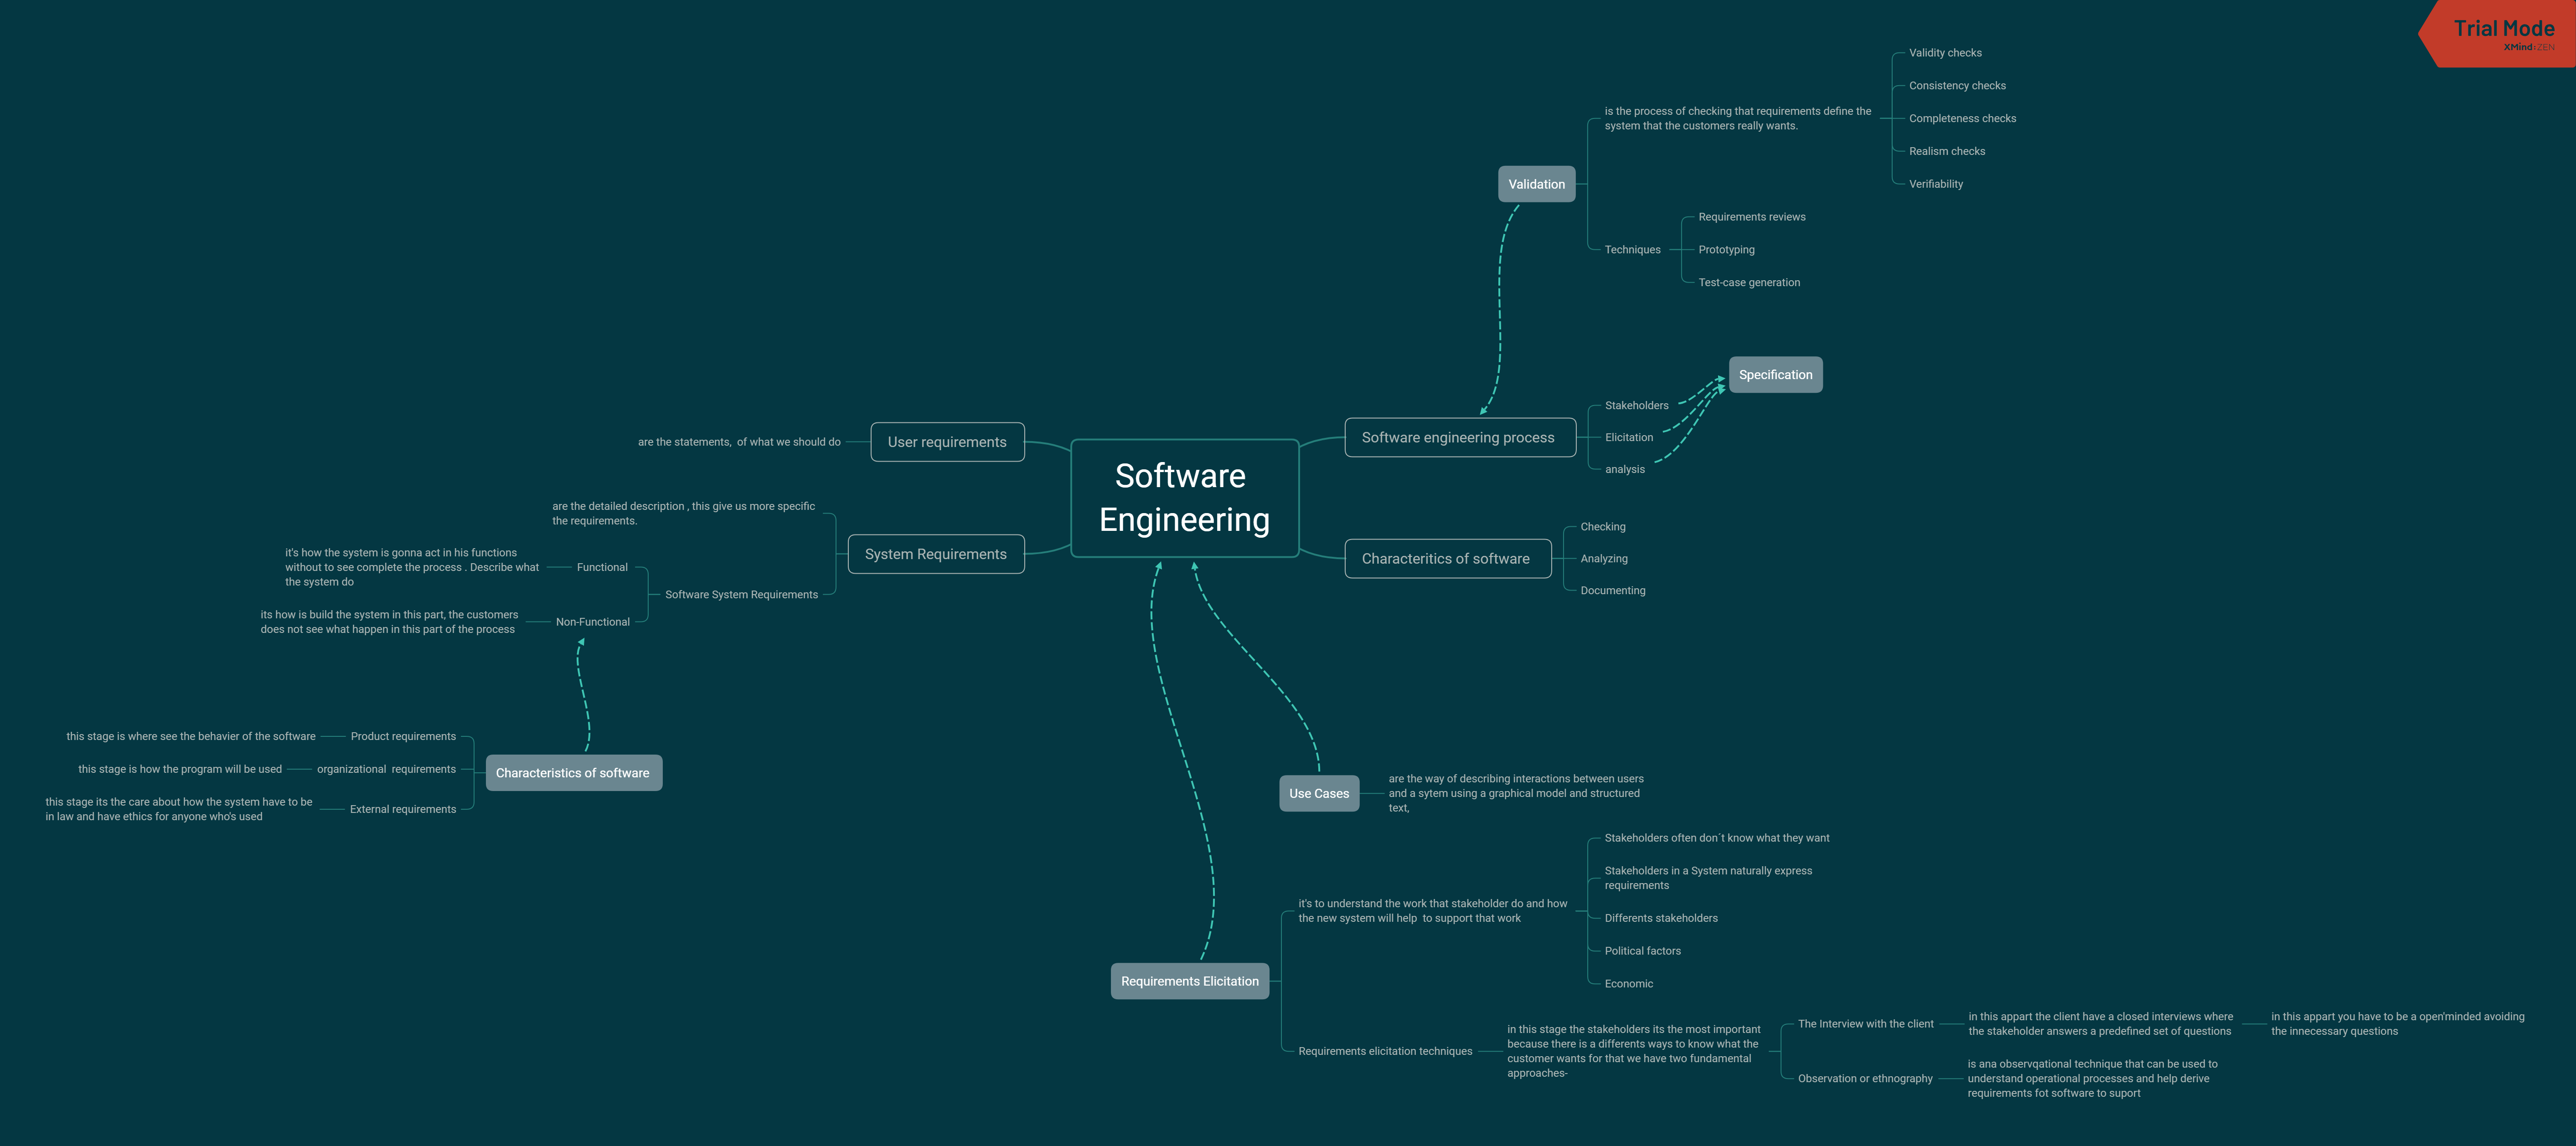 Trial Mode
XMind:ZEN
Validity checks
Consistency checks
is the process of checking that requirements define the
system that the customers really wants.
Completeness checks
Realism checks
Verifiability
Validation
Requirements reviews
Techniques
Prototyping
Test-case generation
Specification
Stakeholders
Software engineering process
Elicitation
analysis
are the statements,  of what we should do
User requirements
Software
Engineering
are the detailed description , this give us more specific
the requirements.
System Requirements
it's how the system is gonna act in his functions
without to see complete the process . Describe what
the system do
Functional
Software System Requirements
its how is build the system in this part, the customers
does not see what happen in this part of the process
Non-Functional
Checking
Characteritics of software
Analyzing
Documenting
this stage is where see the behavier of the software
Product requirements
this stage is how the program will be used
organizational  requirements
Characteristics of software
this stage its the care about how the system have to be
in law and have ethics for anyone who's used
External requirements
Use Cases
are the way of describing interactions between users
and a sytem using a graphical model and structured
text,
Stakeholders often don´t know what they want
Stakeholders in a System naturally express
requirements
it's to understand the work that stakeholder do and how
the new system will help  to support that work
Differents stakeholders
Political factors
Economic
Requirements Elicitation
Requirements elicitation techniques
in this stage the stakeholders its the most important
because there is a differents ways to know what the
customer wants for that we have two fundamental
approaches-
The Interview with the client
in this appart the client have a closed interviews where
the stakeholder answers a predefined set of questions
in this appart you have to be a open'minded avoiding
the innecessary questions
Observation or ethnography
is ana observqational technique that can be used to
understand operational processes and help derive
requirements fot software to suport